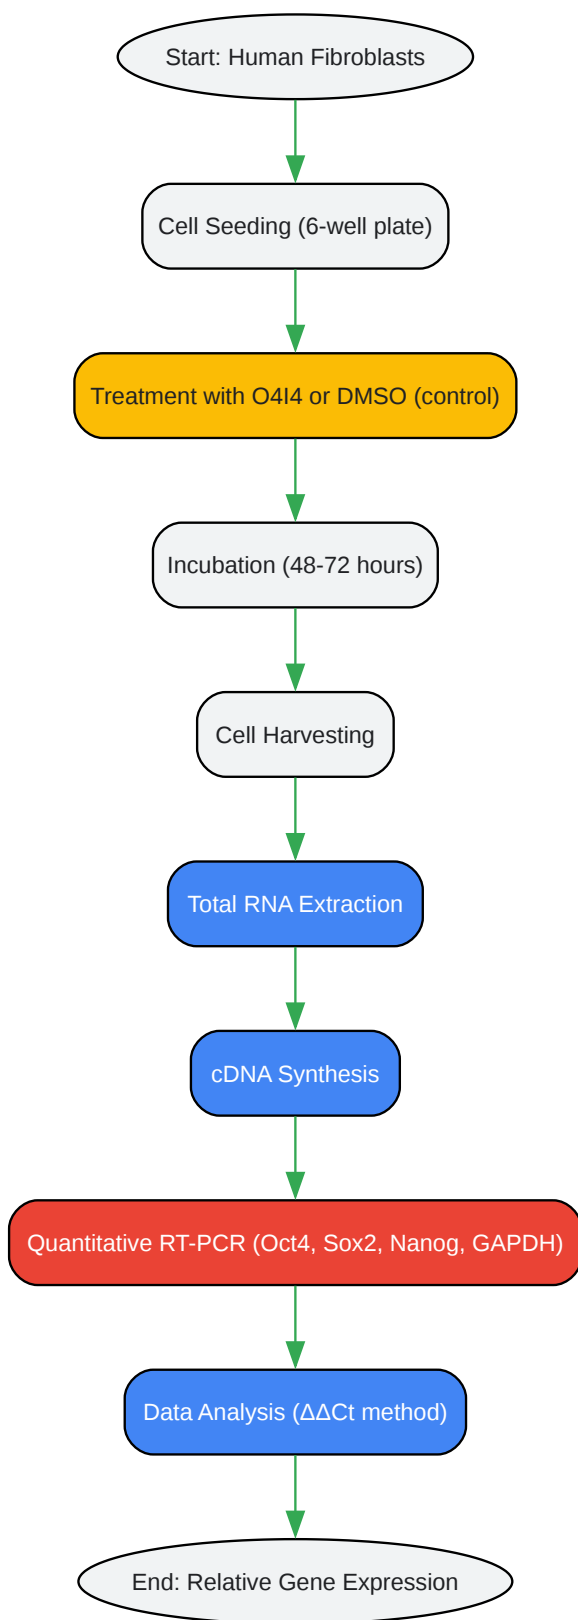 Start: Human Fibroblasts
Cell Seeding (6-well plate)
Treatment with O4I4 or DMSO (control)
Incubation (48-72 hours)
Cell Harvesting
Total RNA Extraction
cDNA Synthesis
Quantitative RT-PCR (Oct4, Sox2, Nanog, GAPDH)
Data Analysis (ΔΔCt method)
End: Relative Gene Expression